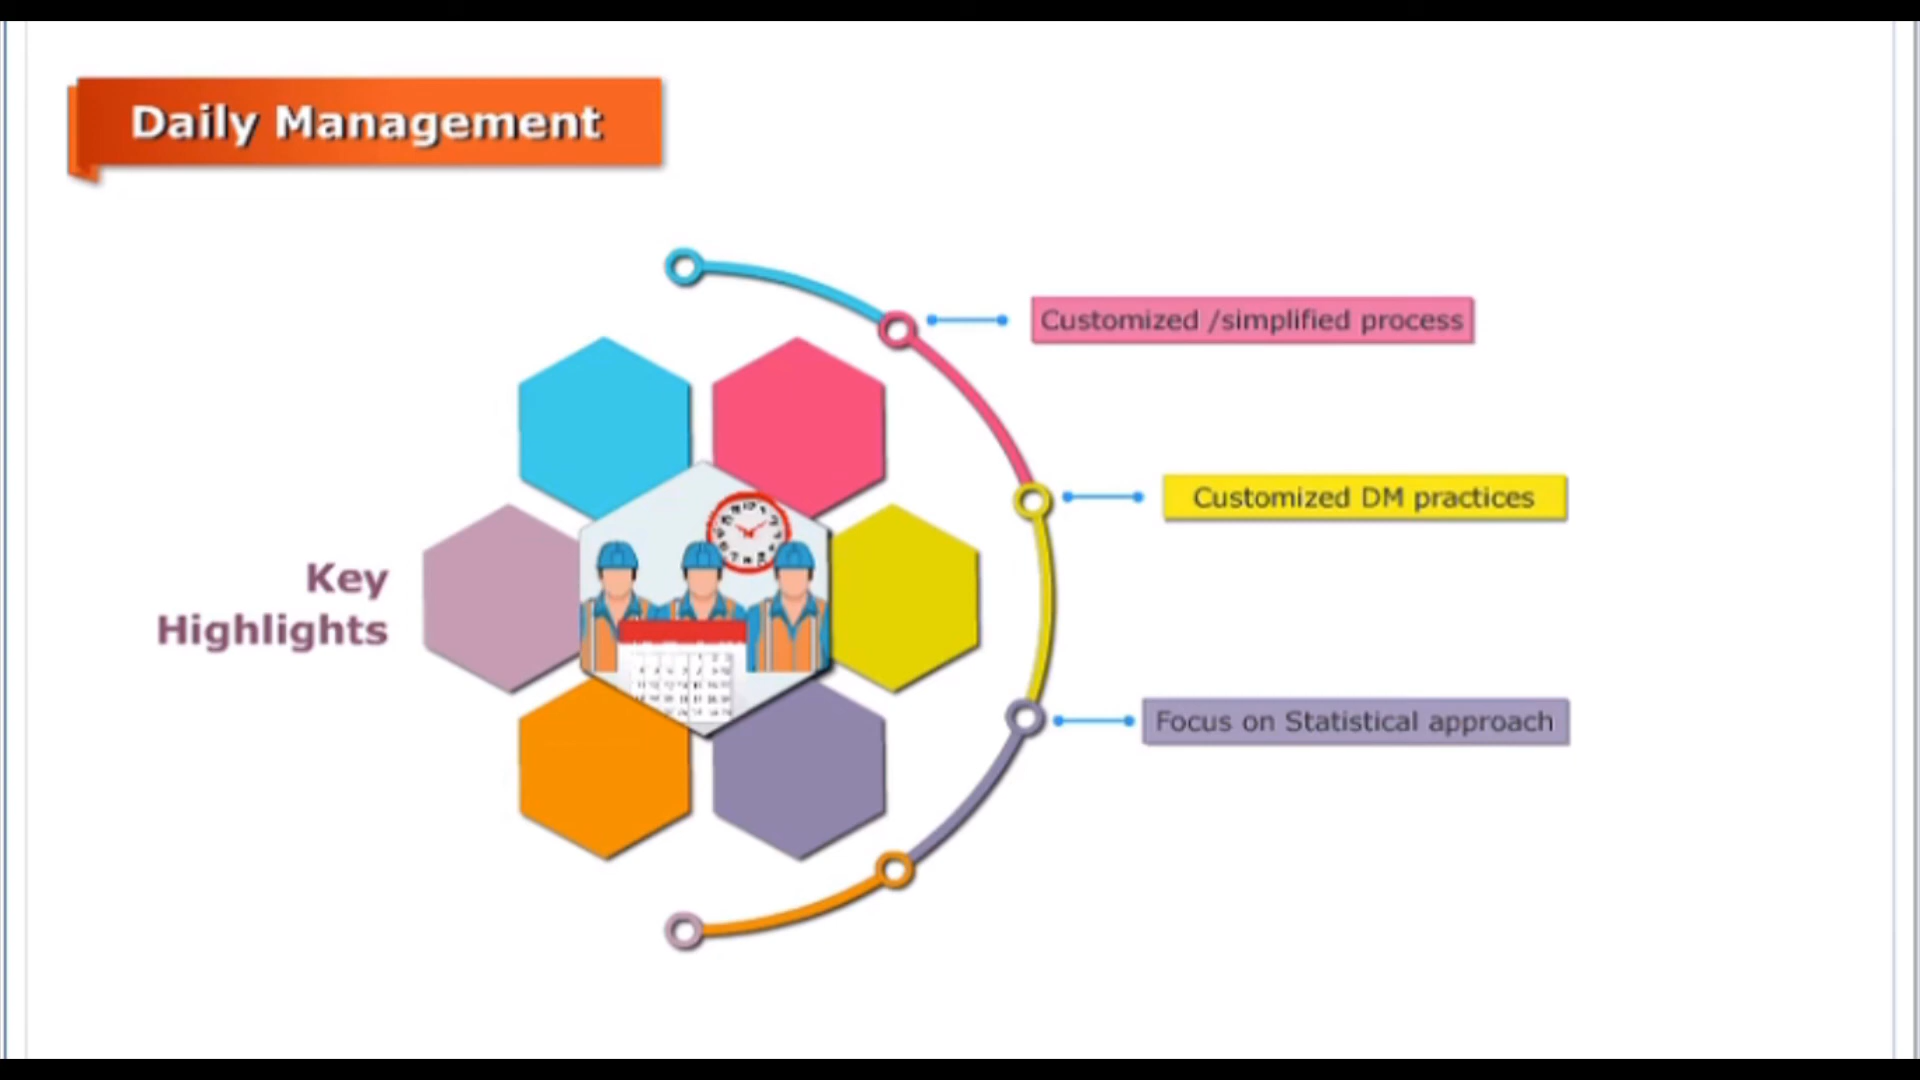 Daily Management
Customized /simplified process
Customized DM practices
Key
Highlights
Focus on Statistical approach